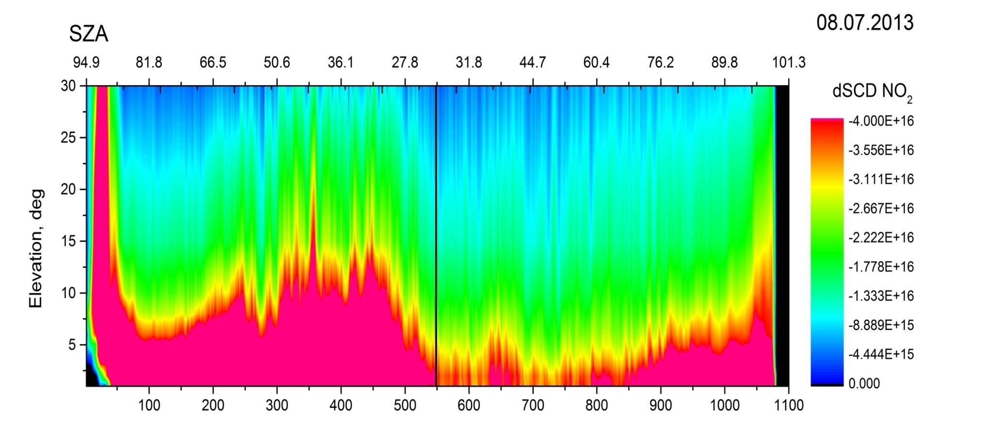 08.07.2013
SZA
94.9 81.8 66.5 50.6 36.1 27.8 31.8 44.7 60.4 76.2 89.8 101.3
30
25
20
15
10
5
Elevation, deg
100 200 300 400 500 600 700 800 900 1000 1100
dSCD NO₂
-4.000E+16
-3.556E+16
-3.111E+16
-2.667E+16
-2.222E+16
-1.778E+16
-1.333E+16
-8.889E+15
-4.444E+15
0.000